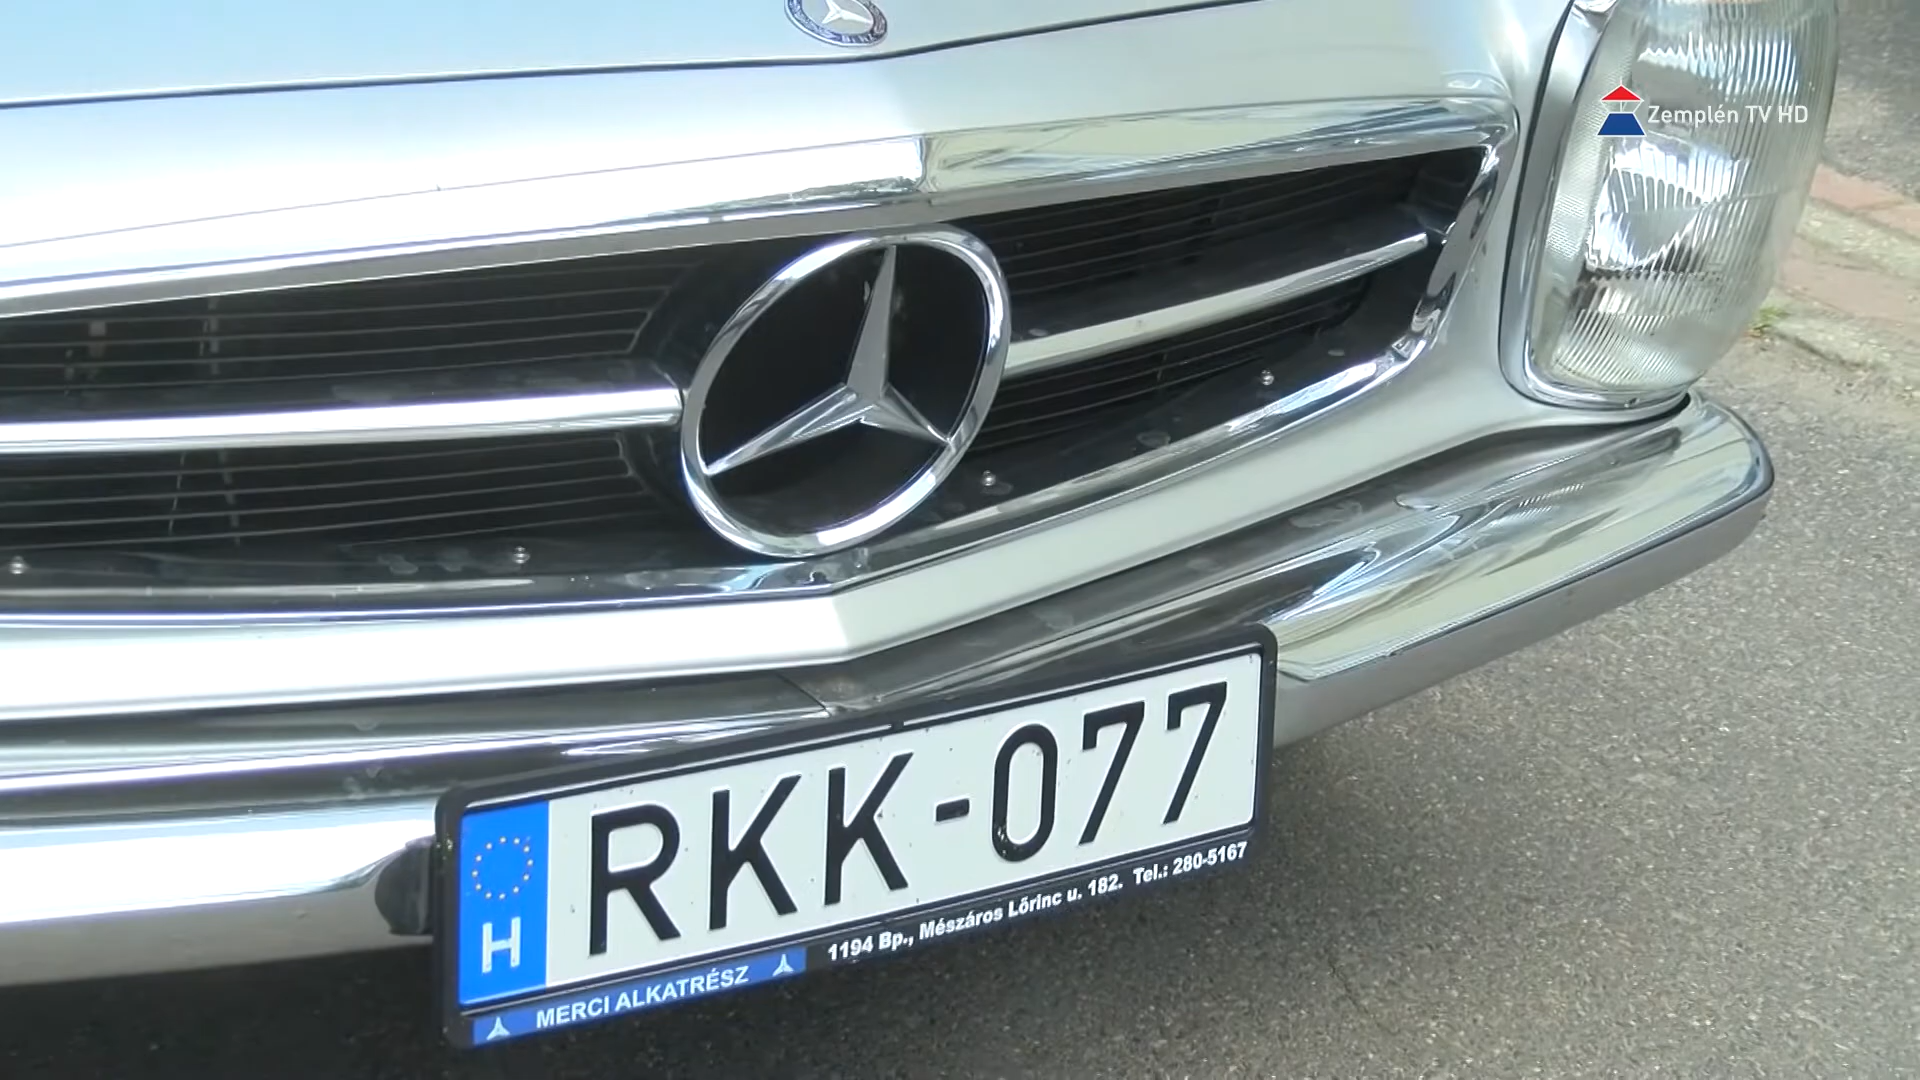 Zemplén TV HD
RKK-077
H
MERCI ALKATRÉSZ
1194 Bp., Mészáros Lőrinc u. 182. Tel.: 280-5167